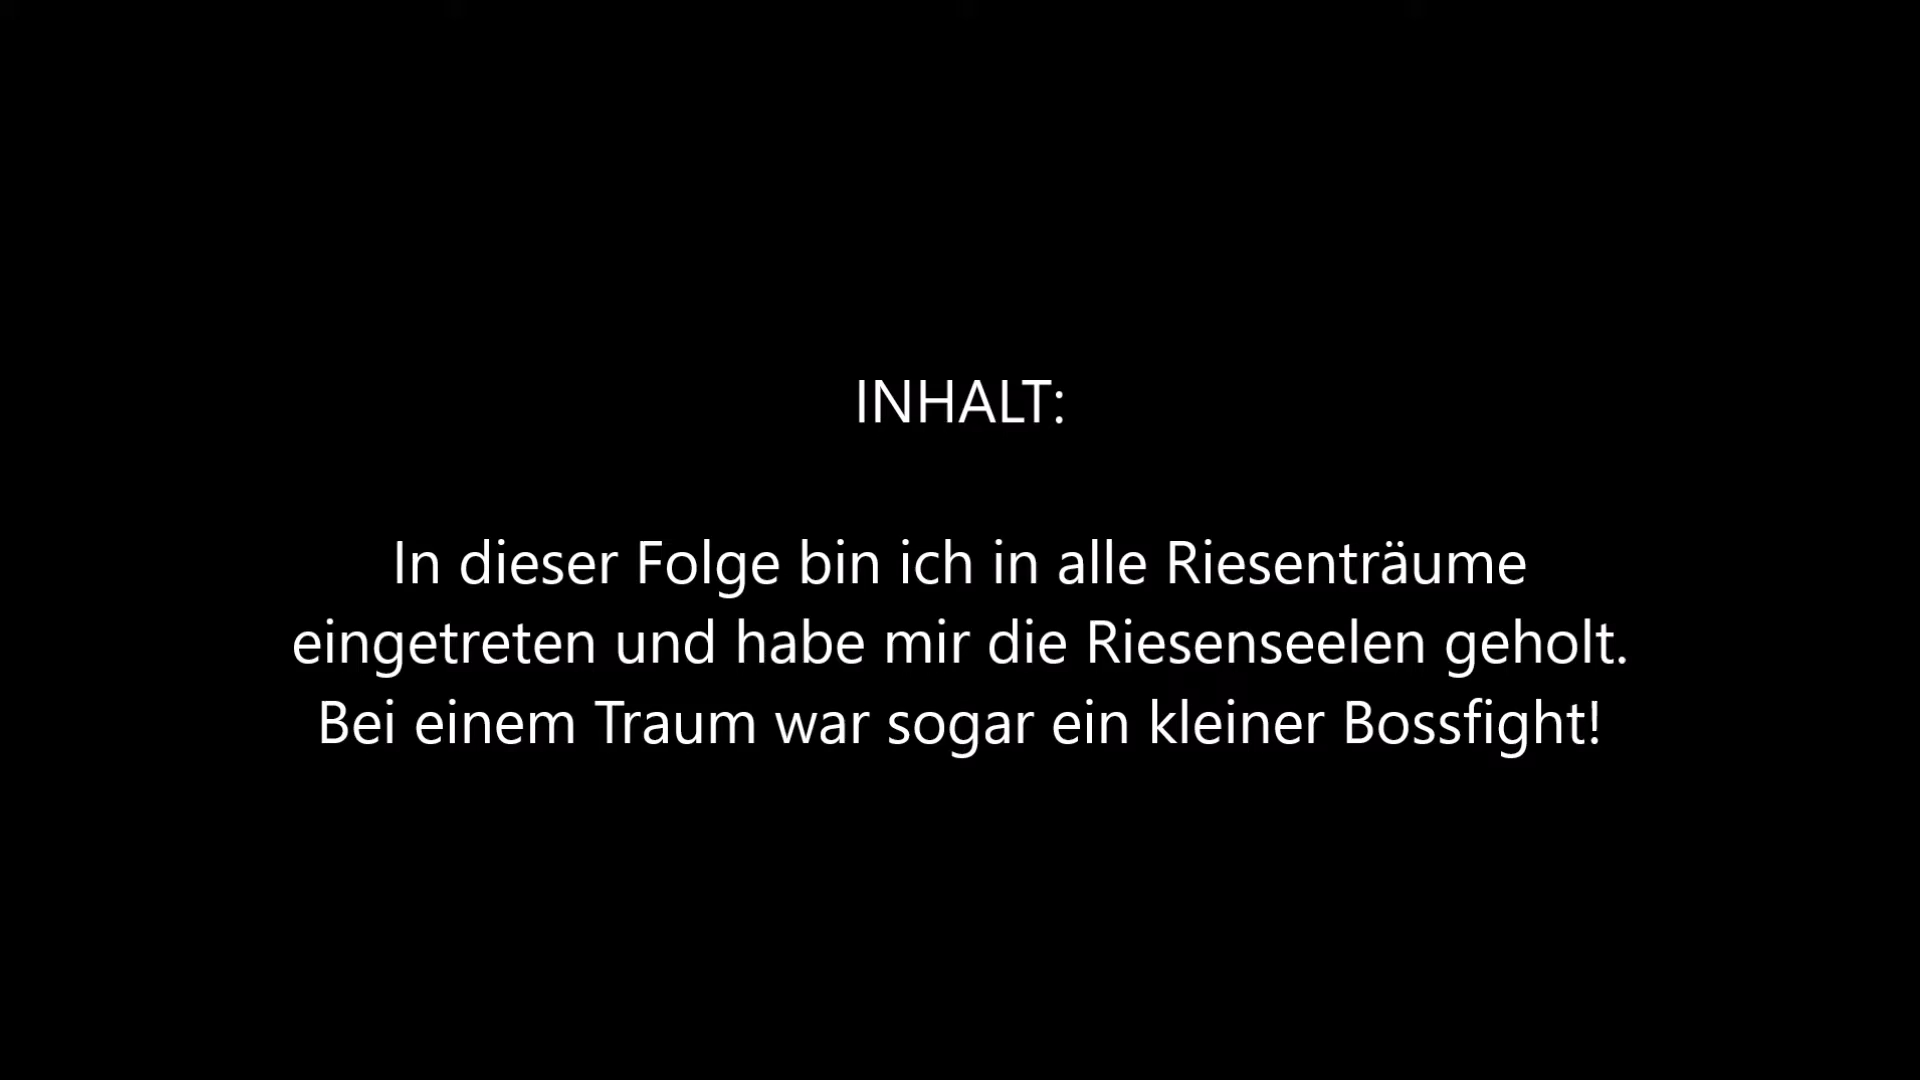 INHALT:
In dieser Folge bin ich in alle Riesenträume
eingetreten und habe mir die Riesenseelen geholt.
Bei einem Traum war sogar ein kleiner Bossfight!